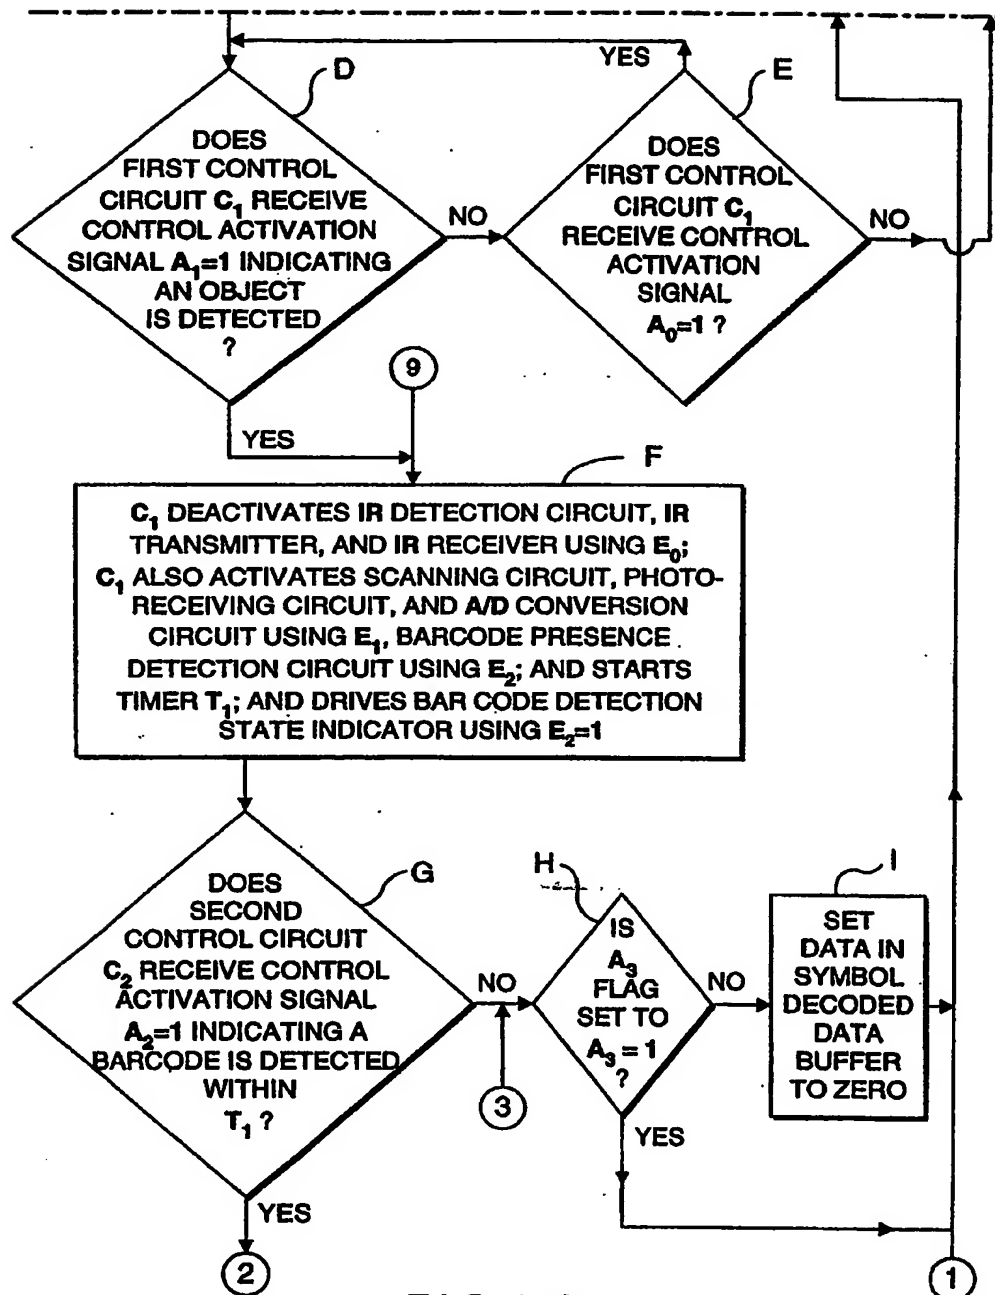 YES
D
E
DOES
FIRST CONTROL
CIRCUIT C1 RECEIVE
CONTROL ACTIVATION
SIGNAL A1=1 INDICATING
AN OBJECT
IS DETECTED
?
NO
DOES
FIRST CONTROL
CIRCUIT C1
RECEIVE CONTROL
ACTIVATION
SIGNAL
A0=1 ?
NO
9
YES
F
C1 DEACTIVATES IR DETECTION CIRCUIT, IR
TRANSMITTER, AND IR RECEIVER USING E0;
C1 ALSO ACTIVATES SCANNING CIRCUIT, PHOTO-
RECEIVING CIRCUIT, AND A/D CONVERSION
CIRCUIT USING E1, BARCODE PRESENCE
DETECTION CIRCUIT USING E2; AND STARTS
TIMER T1; AND DRIVES BAR CODE DETECTION
STATE INDICATOR USING E2=1
G
DOES
SECOND
CONTROL CIRCUIT
C2 RECEIVE CONTROL
ACTIVATION SIGNAL
A2=1 INDICATING A
BARCODE IS DETECTED
WITHIN
T1 ?
NO
3
H
IS
A3
FLAG
SET TO
A3 = 1
?
NO
I
SET
DATA IN
SYMBOL
DECODED
DATA
BUFFER
TO ZERO
YES
YES
2
1